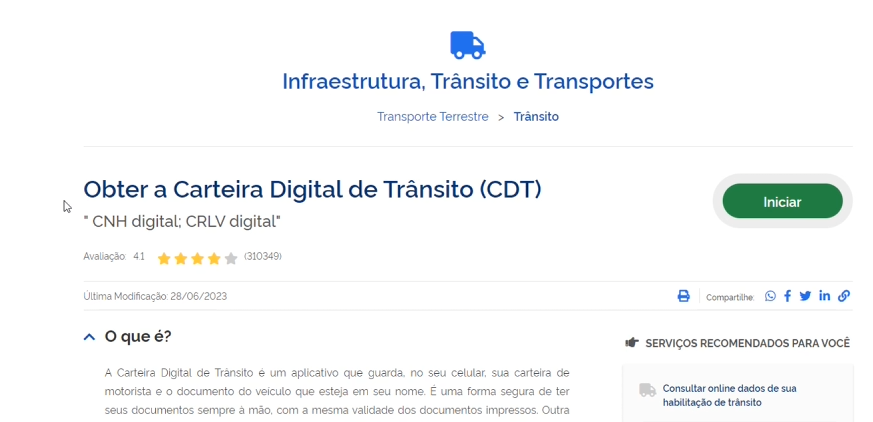 Infraestrutura, Trânsito e Transportes
Transporte Terrestre > Trânsito
Obter a Carteira Digital de Trânsito (CDT)
Iniciar
" CNH digital; CRLV digital"
Avaliação: 4.1 (310349)
Última Modificação: 28/06/2023
Compartilhe:
O que é?
A Carteira Digital de Trânsito é um aplicativo que guarda, no seu celular, sua carteira de
motorista e o documento do veículo que esteja em seu nome. É uma forma segura de ter
seus documentos sempre à mão, com a mesma validade dos documentos impressos. Outra
SERVIÇOS RECOMENDADOS PARA VOCÊ
Consultar online dados de sua
habilitação de trânsito